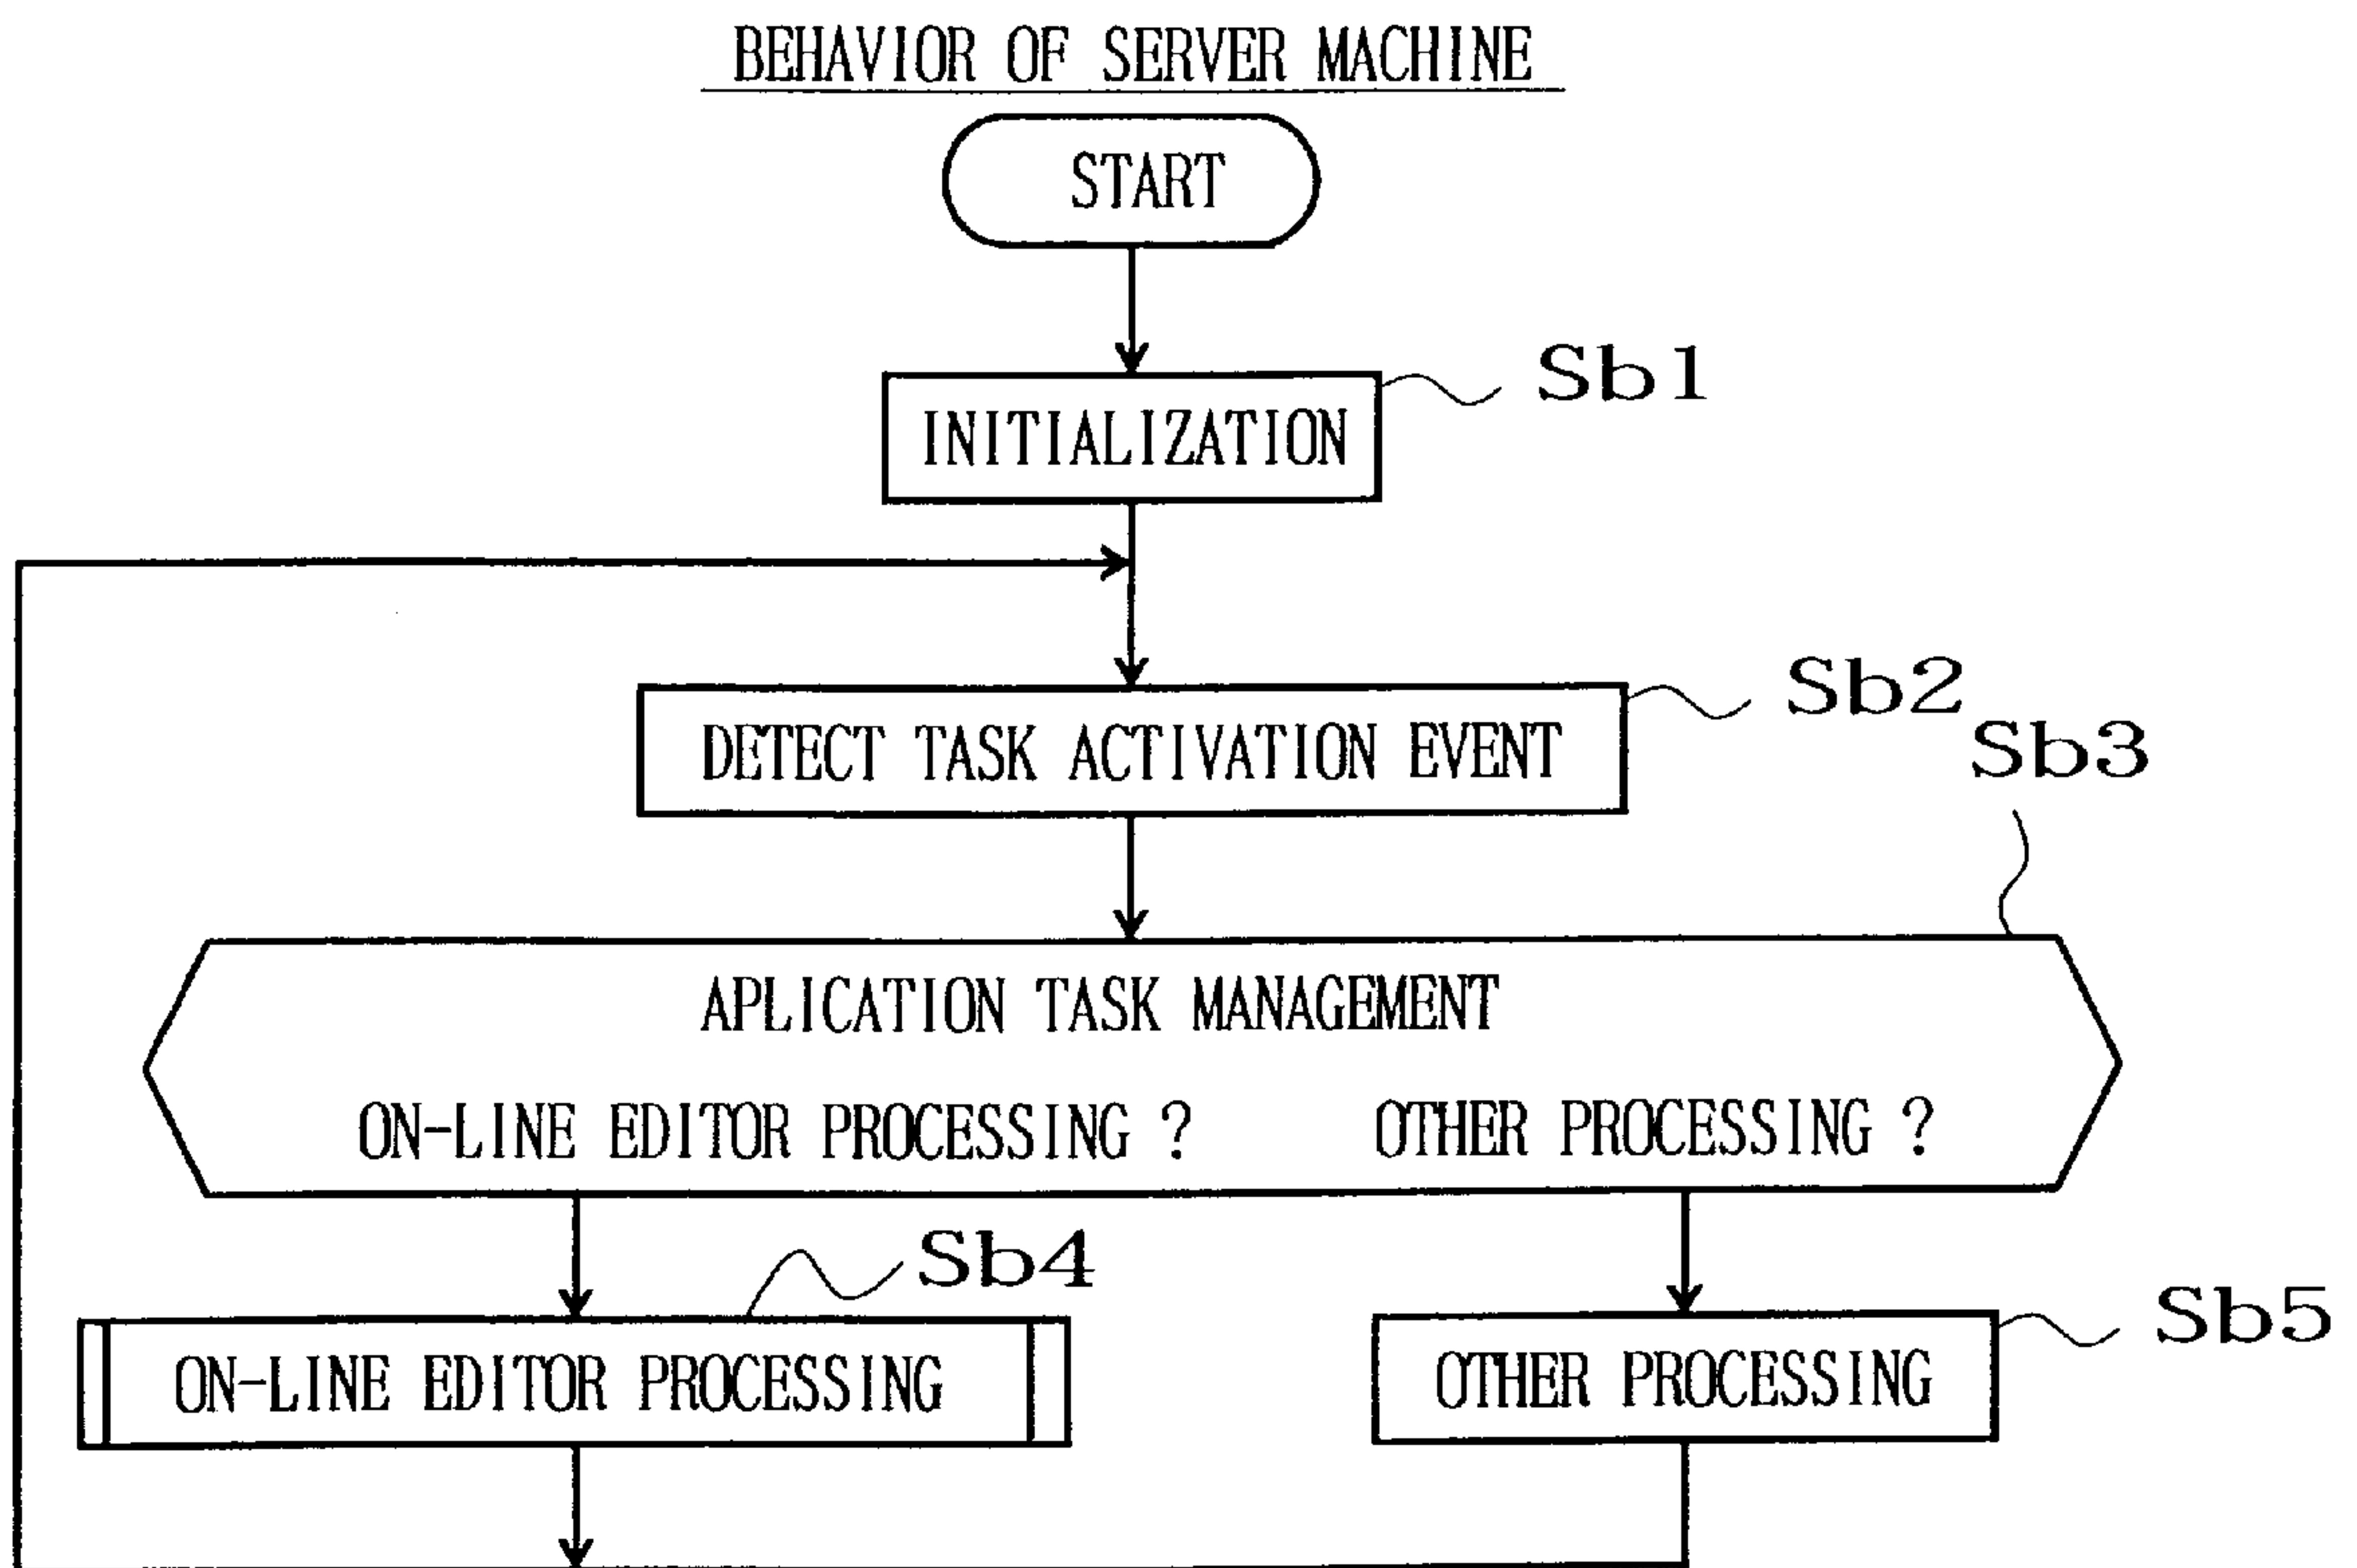 BEHAVIOR OF SERVER MACHINE
START
Sb1
INITIALIZATION
Sb2
DETECT TASK ACTIVATION EVENT
Sb3
APLICATION TASK MANAGEMENT
ON-LINE EDITOR PROCESSING ? OTHER PROCESSING ?
Sb4
Sb5
ON-LINE EDITOR PROCESSING
OTHER PROCESSING